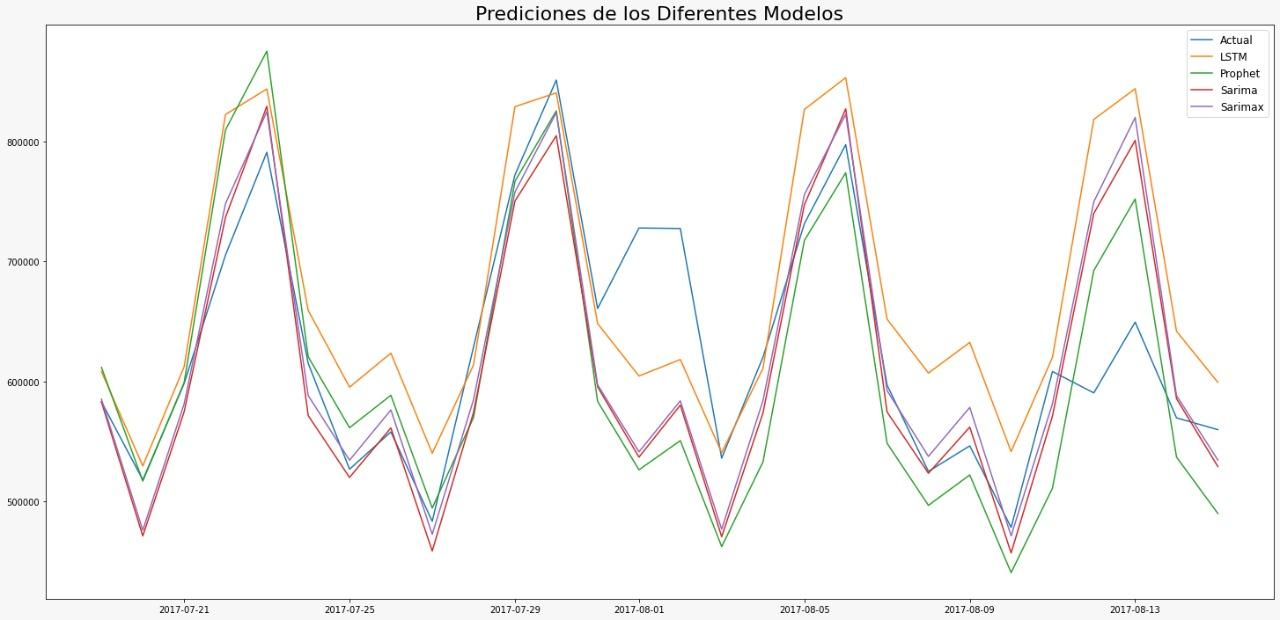 Prediciones de los Diferentes Modelos
Actual
LSTM
Prophet
Sarima
Sarimax
800000
700000
600000
500000
2017-07-21
2017-07-25
2017-07-29
2017-08-01
2017-08-05
2017-08-09
2017-08-13